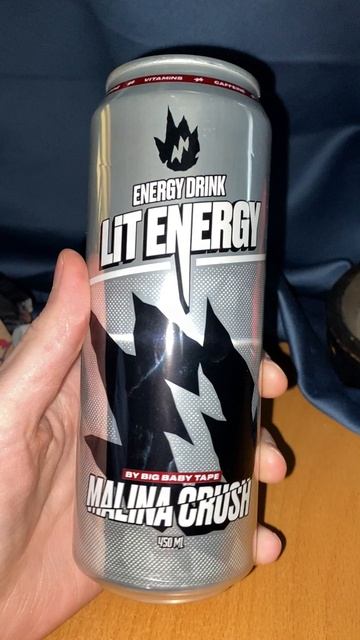 VITAMINS CAFFEINE
ENERGY DRINK
LIT ENERGY
BY BIG BABY TAPE
MALINA CRUSH
450 ML